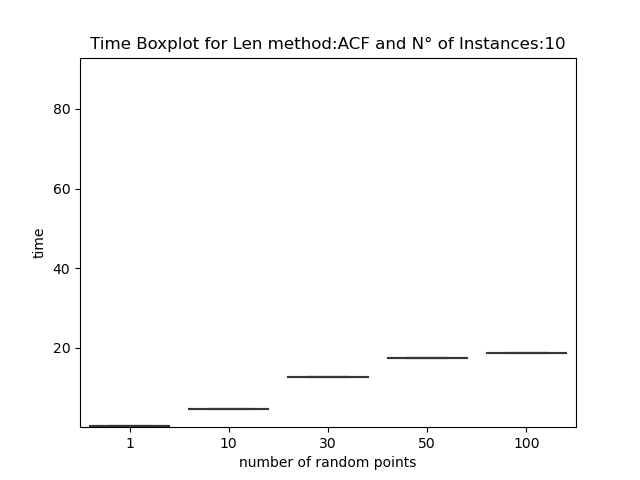 Time Boxplot for Len method:ACF and N° of Instances:10
80
60
40
20
time
1 10 30 50 100
number of random points